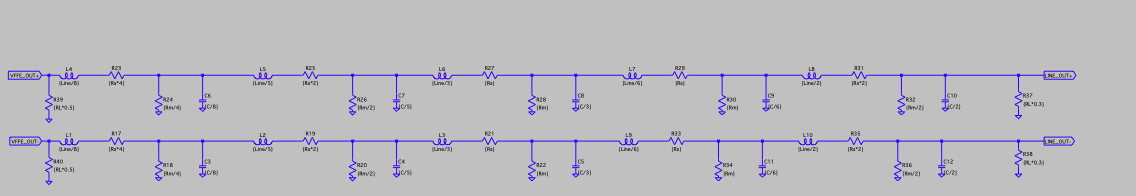 VFFE_OUT+ L4 R23 L5 R25 L6 R27 L7 R29 L8 R31 LINE_OUT+
{Line/8} {Rs*4} {Line/5} {Rs*2} {Line/3} {Rs} {Line/6} {Rs} {Line/2} {Rs*2}
R39 R24 C6 R26 C7 R28 C8 R30 C9 R32 C10 R37
{RL*0.5} {Rm/4} {C/8} {Rm/2} {C/5} {Rm} {C/3} {Rm} {C/6} {Rm/2} {C/2} {RL*0.3}
VFFE_OUT- L1 R17 L2 R19 L3 R21 L9 R33 L10 R35 LINE_OUT-
{Line/8} {Rs*4} {Line/5} {Rs*2} {Line/3} {Rs} {Line/6} {Rs} {Line/2} {Rs*2}
R40 R18 C3 R20 C4 R22 C5 R34 C11 R36 C12 R38
{RL*0.5} {Rm/4} {C/8} {Rm/2} {C/5} {Rm} {C/3} {Rm} {C/6} {Rm/2} {C/2} {RL*0.3}